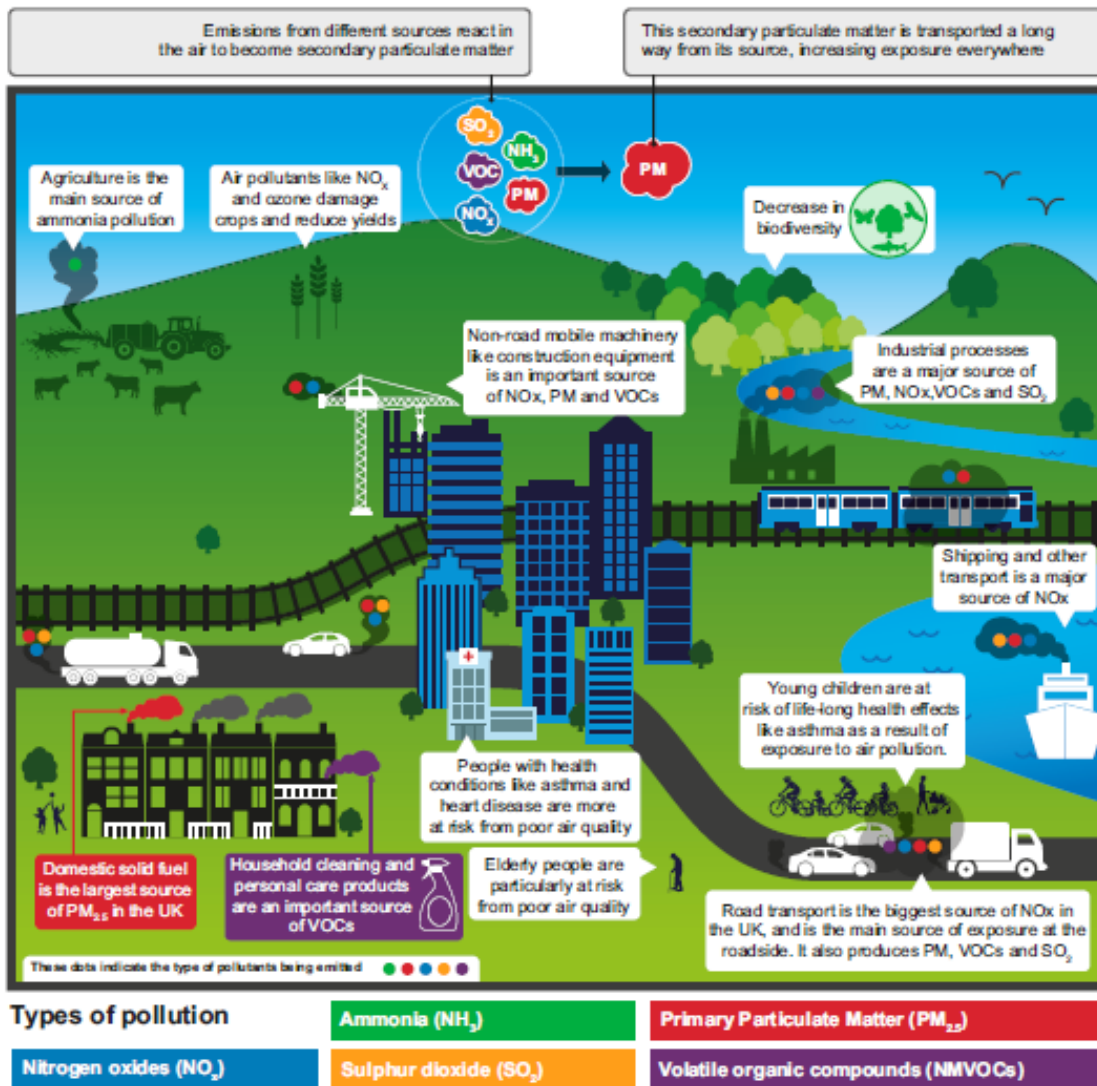 Emissions from different sources react in
the air to become secondary particulate matter
This secondary particulate matter is transported a long
way from its source, increasing exposure everywhere
SO₂
NH₃
VOC
PM
NOₓ
PM
Agriculture is the
main source of
ammonia pollution
Air pollutants like NOₓ
and ozone damage
crops and reduce yields
Decrease in
biodiversity
Non-road mobile machinery
like construction equipment
is an important source
of NOx, PM and VOCs
Industrial processes
are a major source of
PM, NOx,VOCs and SO₂
Shipping and other
transport is a major
source of NOx
Young children are at
risk of life-long health effects
like asthma as a result of
exposure to air pollution.
People with health
conditions like asthma and
heart disease are more
at risk from poor air quality
Domestic solid fuel
is the largest source
of PM₂.₅ in the UK
Household cleaning and
personal care products
are an important source
of VOCs
Elderly people are
particularly at risk
from poor air quality
Road transport is the biggest source of NOx in
the UK, and is the main source of exposure at the
roadside. It also produces PM, VOCs and SO₂
These dots indicate the type of pollutants being emitted
Types of pollution
Ammonia (NH₃)
Primary Particulate Matter (PM₂.₅)
Nitrogen oxides (NOₓ)
Sulphur dioxide (SO₂)
Volatile organic compounds (NMVOCs)